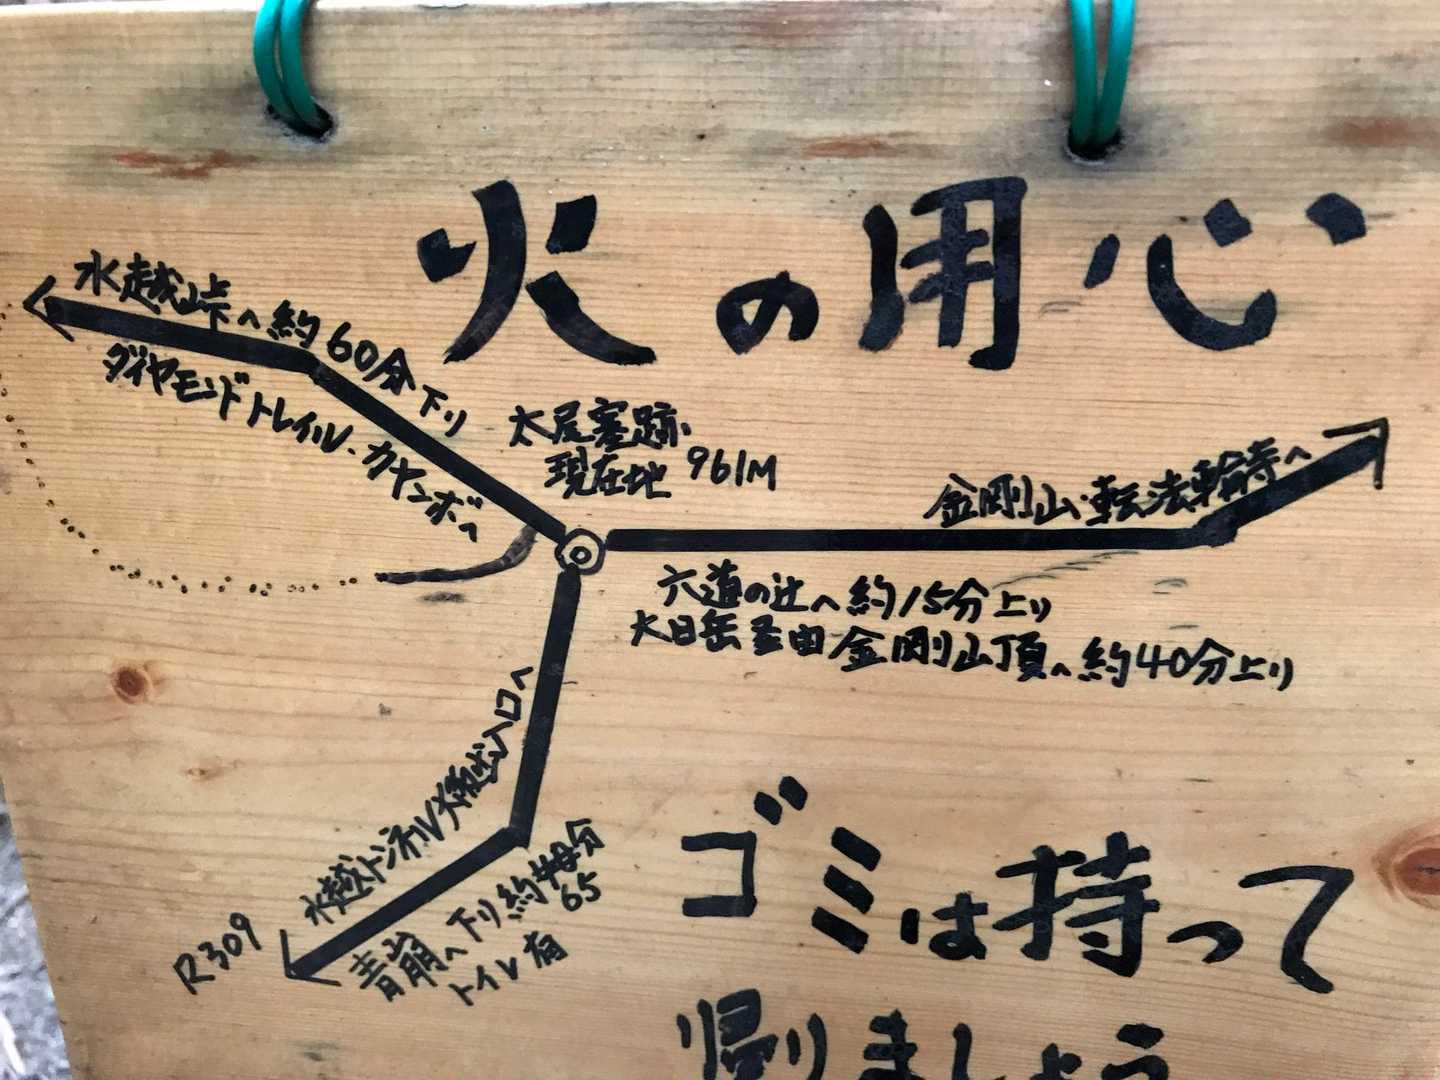 火の用心
水越峠へ約60分下り
ダイヤモンドトレイル・カヤンボへ
太尾塞跡
現在地 961M
金剛山・転法輪寺へ
六道の辻へ約15分上り
大日岳経由金剛山頂へ約40分上り
水越トンネル大阪側出入口へ
青崩へ下り約分
65
トイレ有
R309
ゴミは持って
帰りましょう